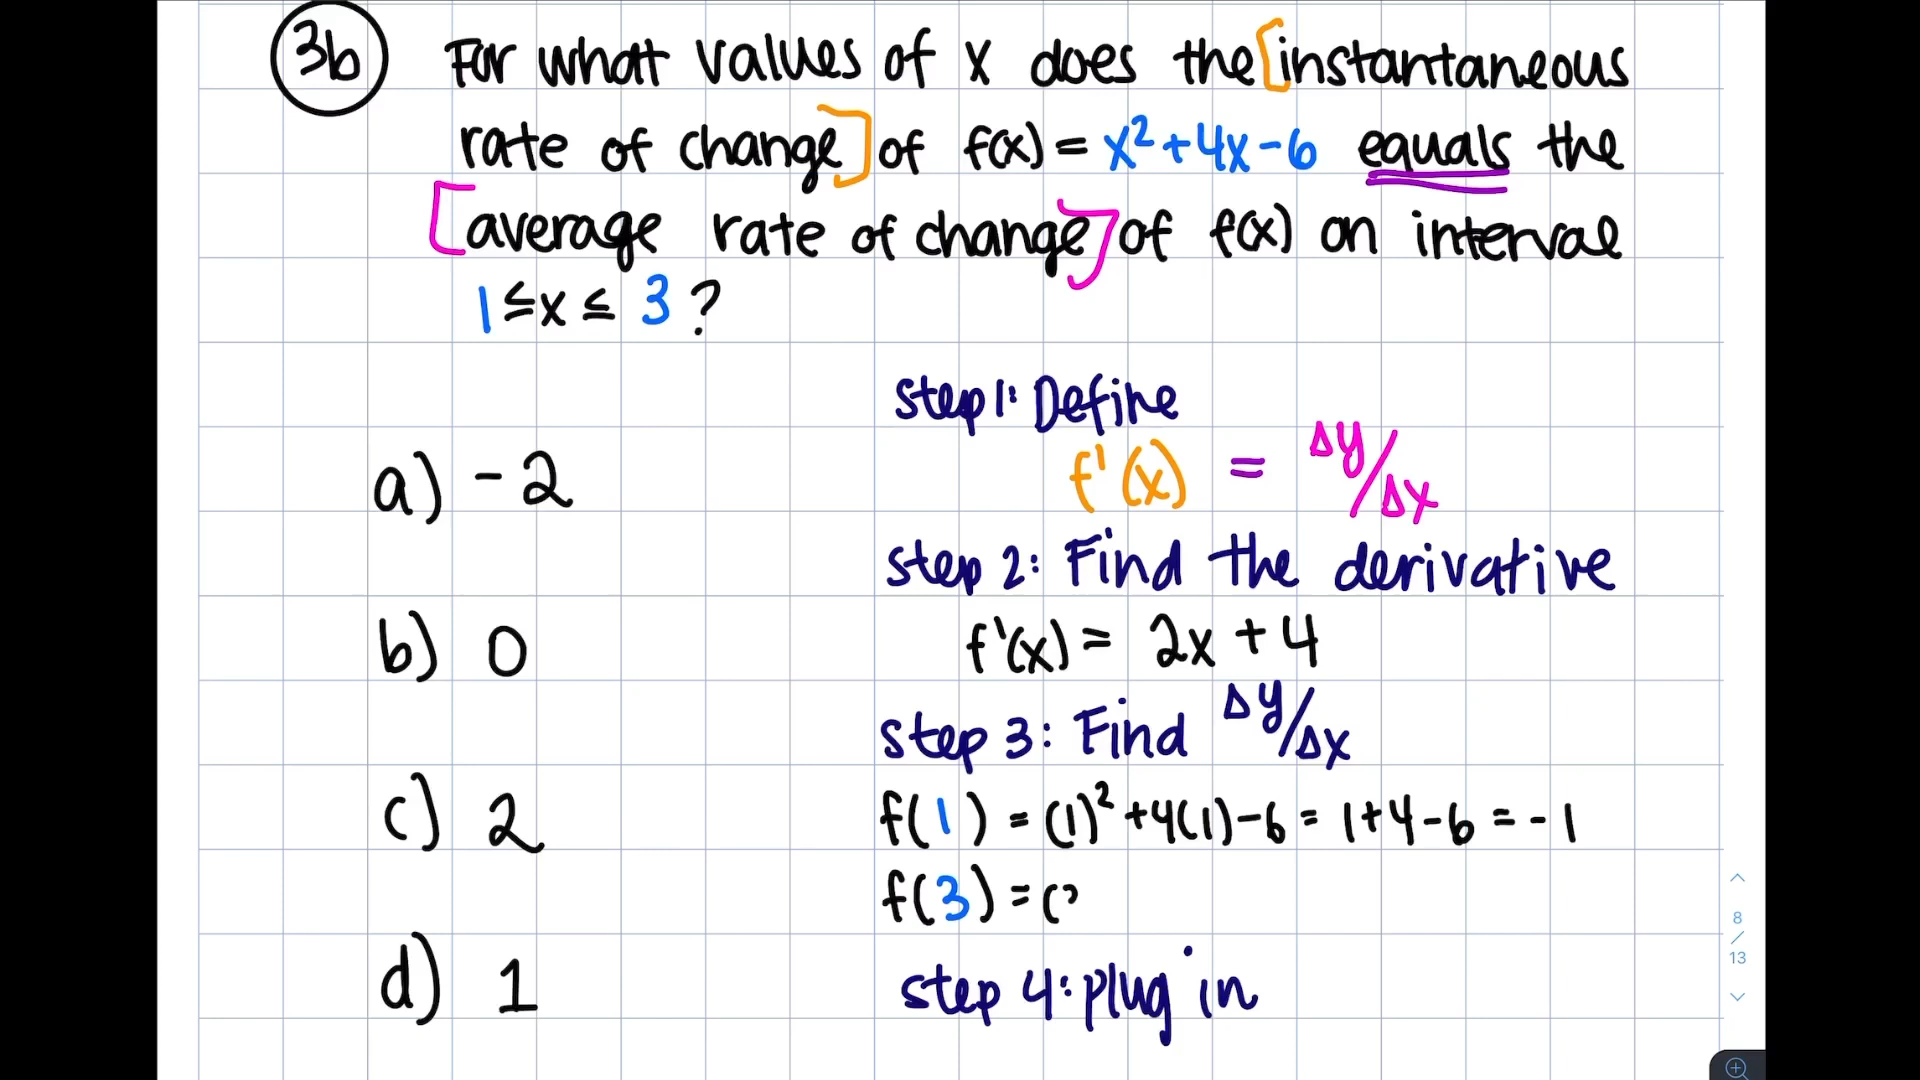 3b For what values of x does the [instantaneous
rate of change] of f(x) = x²+4x-6 equals the
[average rate of change] of f(x) on interval
1 ≤ x ≤ 3 ?
a) -2
b) 0
c) 2
d) 1
step 1: Define
f'(x) = Δy/Δx
step 2: Find the derivative
f'(x) = 2x + 4
step 3: Find Δy/Δx
f(1) = (1)² +4(1)-6 = 1+4-6 = -1
f(3) = (
step 4: plug in
8
/
13